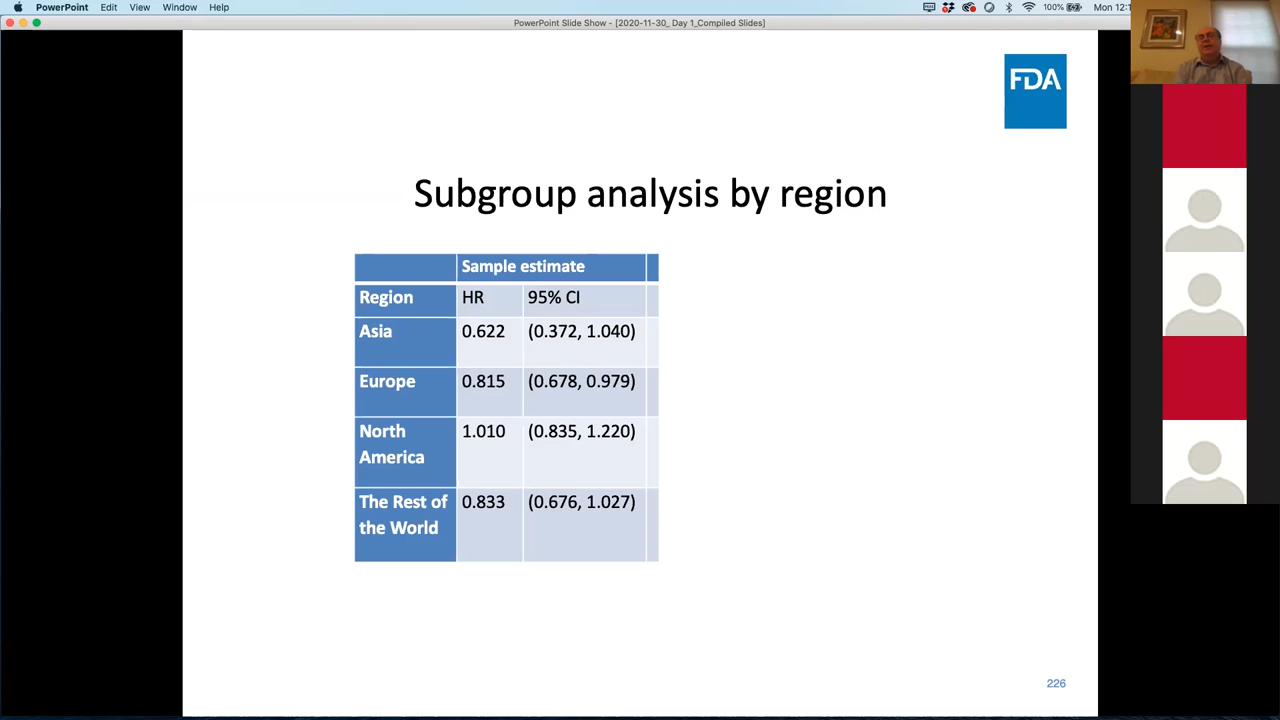 PowerPoint Edit View Window Help 100% Mon 12:1
PowerPoint Slide Show - [2020-11-30_ Day 1_Compiled Slides]
FDA
Subgroup analysis by region
Sample estimate
Region HR 95% CI
Asia 0.622 (0.372, 1.040)
Europe 0.815 (0.678, 0.979)
North 1.010 (0.835, 1.220)
America
The Rest of 0.833 (0.676, 1.027)
the World
226